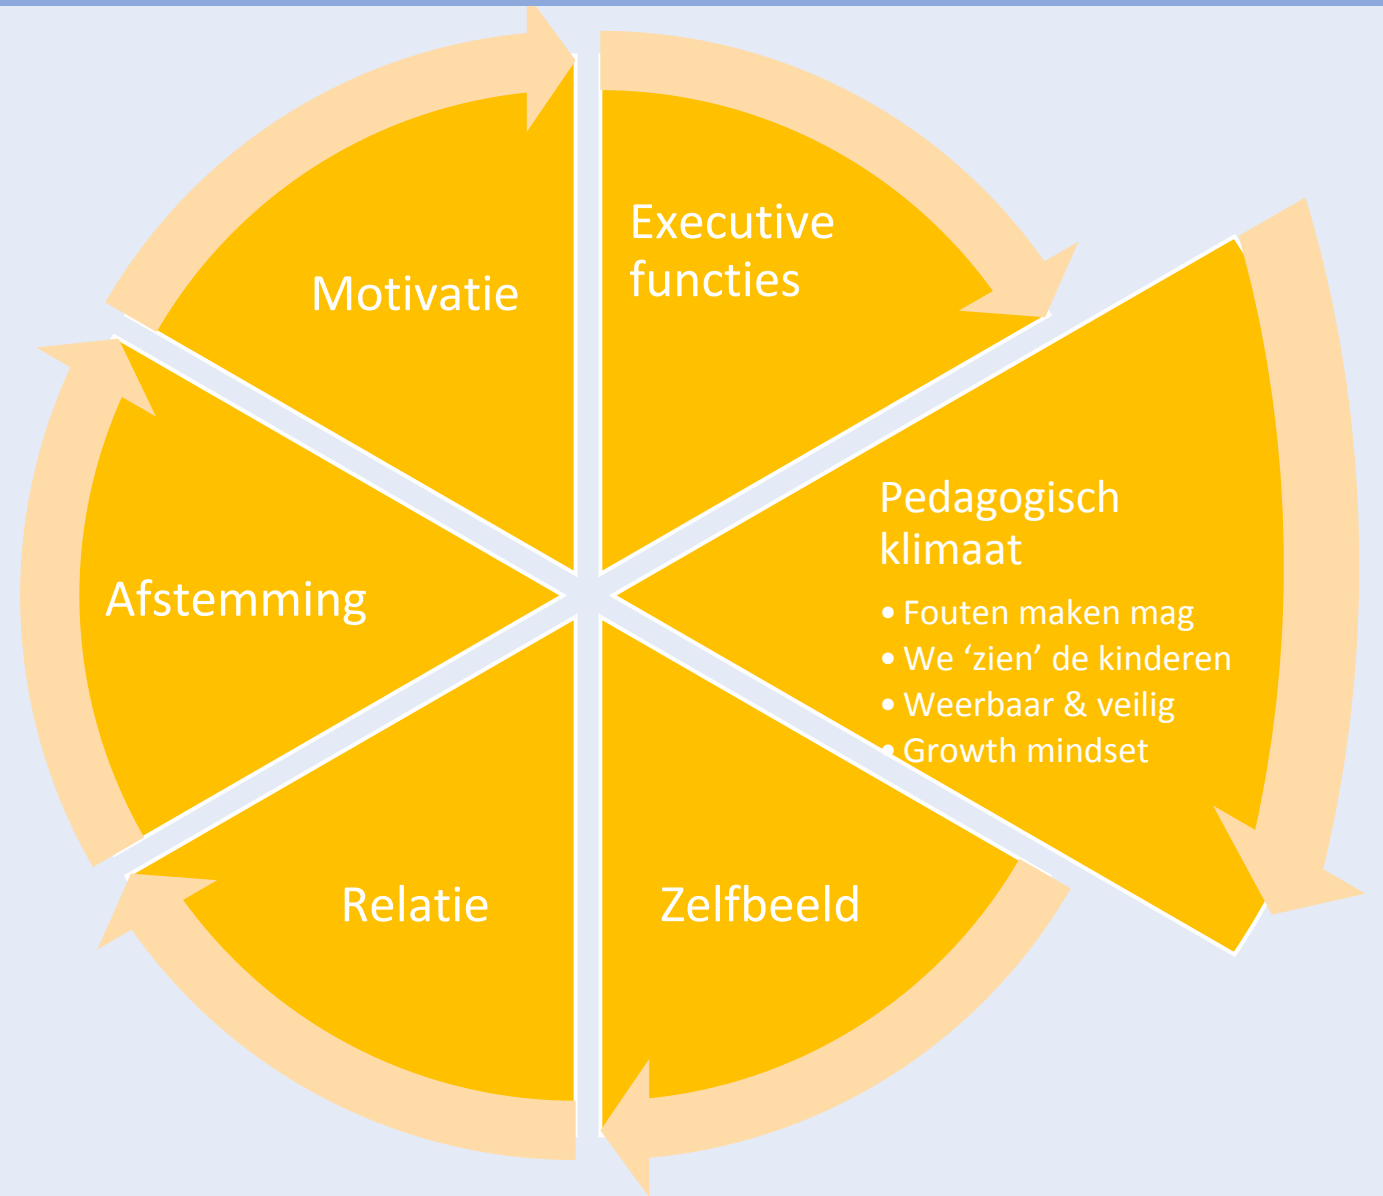 Motivatie
Executive
functies
Pedagogisch
klimaat
• Fouten maken mag
• We ‘zien’ de kinderen
• Weerbaar & veilig
• Growth mindset
Zelfbeeld
Relatie
Afstemming